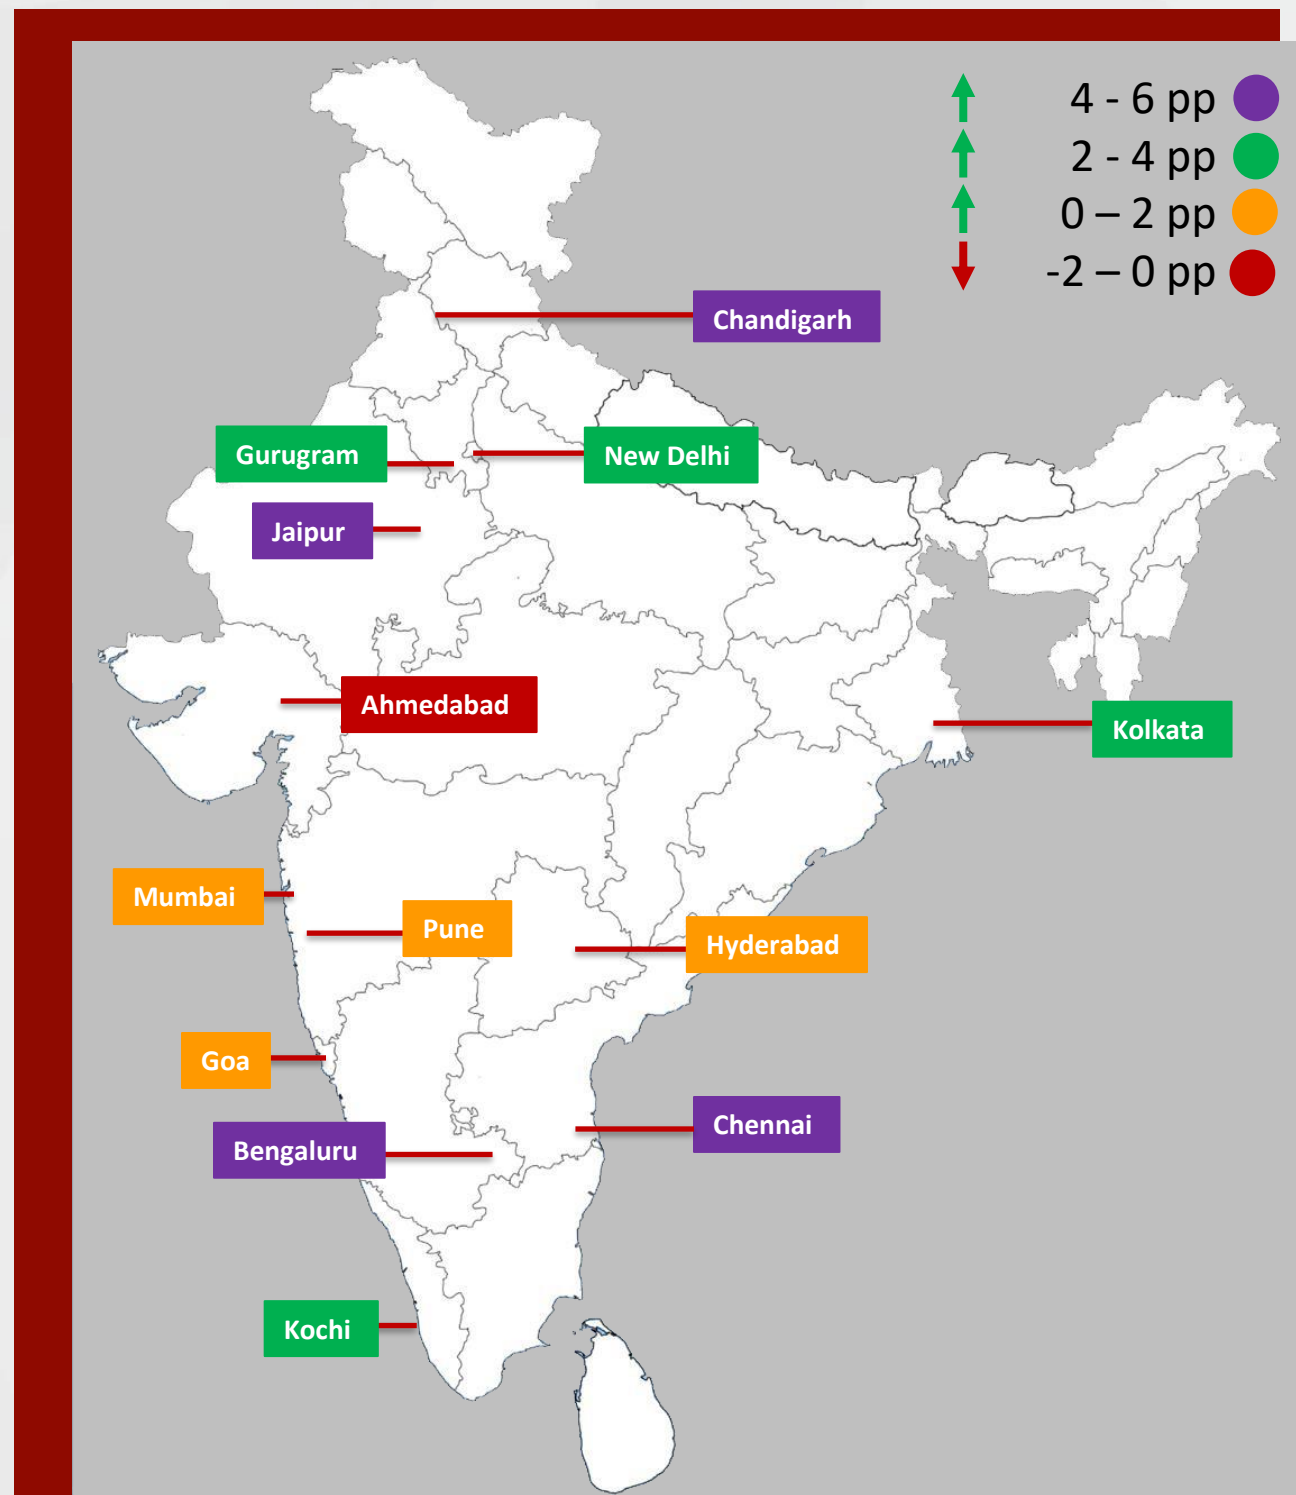 4 - 6 pp
2 - 4 pp
0 – 2 pp
-2 – 0 pp
Chandigarh
Gurugram
New Delhi
Jaipur
Ahmedabad
Kolkata
Mumbai
Pune
Hyderabad
Goa
Chennai
Bengaluru
Kochi